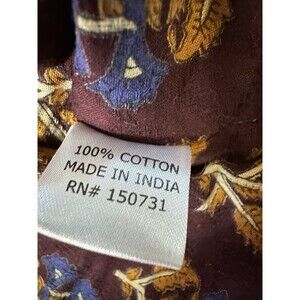 100% COTTON
MADE IN INDIA
RN# 150731